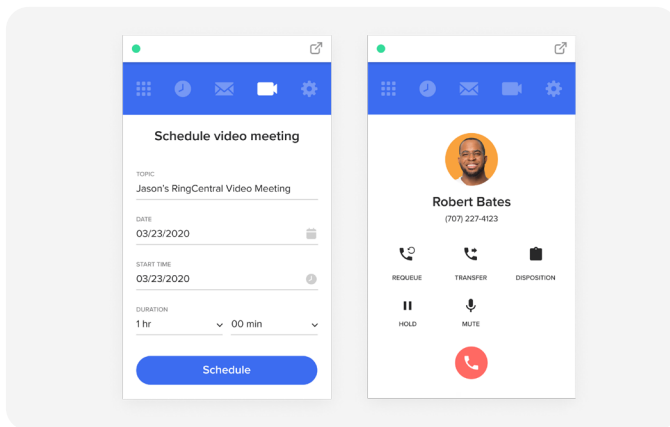 Schedule video meeting
TOPIC
Jason's RingCentral Video Meeting
DATE
03/23/2020
START TIME
03/23/2020
DURATION
1 hr 00 min
Schedule
Robert Bates
(707) 227-4123
REQUEUE TRANSFER DISPOSITION
HOLD MUTE